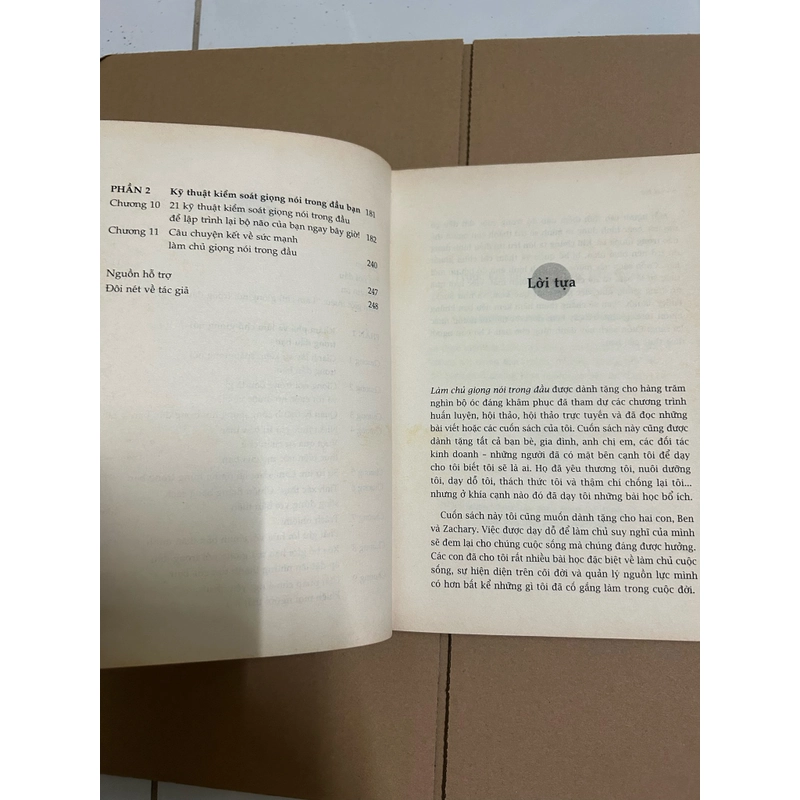 PHẦN 2 Kỹ thuật kiểm soát giọng nói trong đầu bạn 181
Chương 10 21 kỹ thuật kiểm soát giọng nói trong đầu
để lập trình lại bộ não của bạn ngay bây giờ! 182
Chương 11 Câu chuyện kết về sức mạnh
làm chủ giọng nói trong đầu 240
Nguồn hỗ trợ 247
Đôi nét về tác giả 248
Lời tựa
Làm chủ giọng nói trong đầu được dành tặng cho hàng trăm
nghìn bộ óc đáng khâm phục đã tham dự các chương trình
huấn luyện, hội thảo, hội thảo trực tuyến và đã đọc những
bài viết hoặc các cuốn sách của tôi. Cuốn sách này cũng được
dành tặng tất cả bạn bè, gia đình, anh chị em, các đối tác
kinh doanh – những người đã có mặt bên cạnh tôi để dạy
cho tôi biết tôi sẽ là ai. Họ đã yêu thương tôi, nuôi dưỡng
tôi, dạy dỗ tôi, thách thức tôi và thậm chí chống lại tôi...
nhưng ở khía cạnh nào đó đã dạy tôi những bài học bổ ích.
Cuốn sách này tôi cũng muốn dành tặng cho hai con, Ben
và Zachary. Việc được dạy dỗ để làm chủ suy nghĩ của mình
sẽ đem lại cho chúng cuộc sống mà chúng đáng được hưởng.
Các con đã cho tôi rất nhiều bài học đặc biệt về làm chủ cuộc
sống, sự hiện diện trên cõi đời và quản lý nguồn lực mình
có hơn bất kể những gì tôi đã cố gắng làm trong cuộc đời.